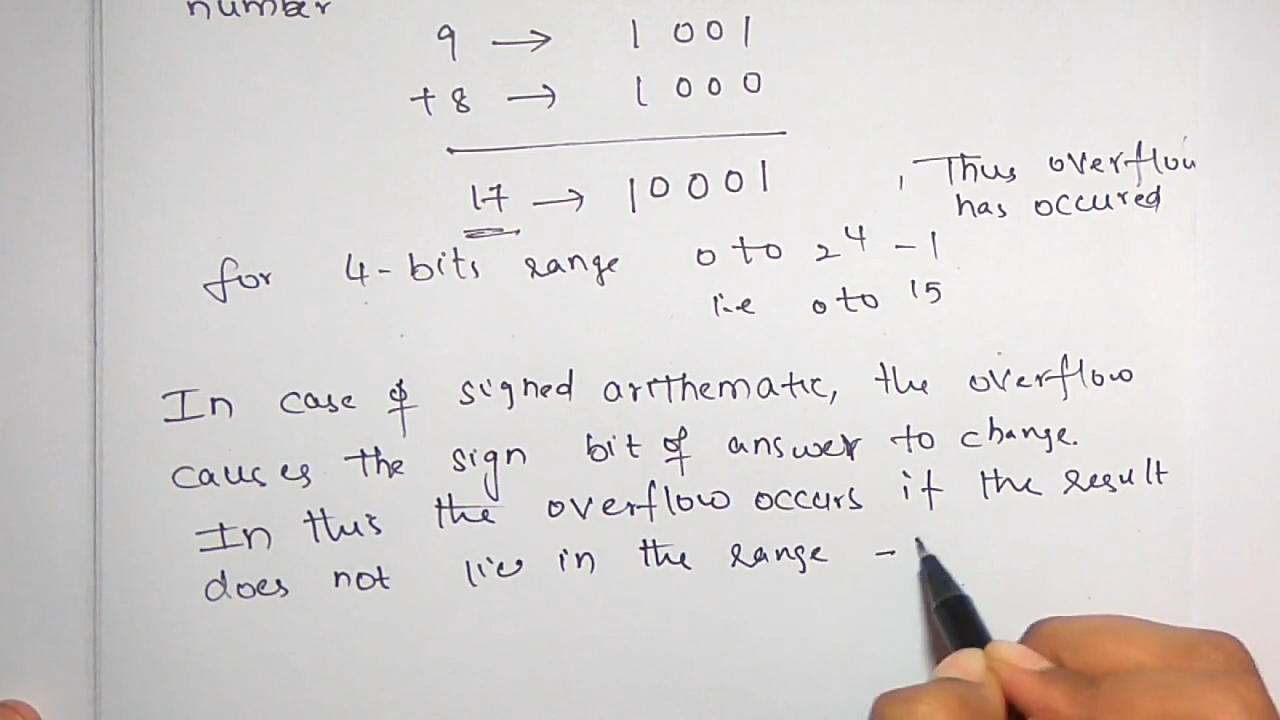 number
9 → 1 0 0 1
+ 8 → 1 0 0 0
17 → 1 0 0 0 1
, Thus overflow
has occured
for 4-bits range 0 to 2⁴ - 1
i.e 0 to 15
In case of signed arithematic, the overflow
causes the sign bit of answer to change.
In this the overflow occurs if the result
does not lie in the range -